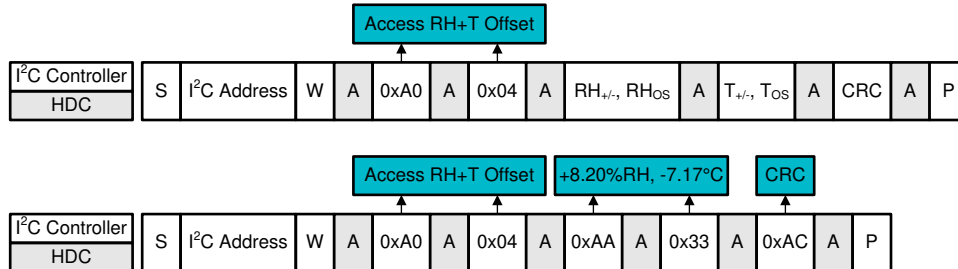 Access RH+T Offset
I²C Controller
HDC
S I²C Address W A 0xA0 A 0x04 A RH+/-, RHOS A T+/-, TOS A CRC A P
Access RH+T Offset +8.20%RH, -7.17°C CRC
I²C Controller
HDC
S I²C Address W A 0xA0 A 0x04 A 0xAA A 0x33 A 0xAC A P